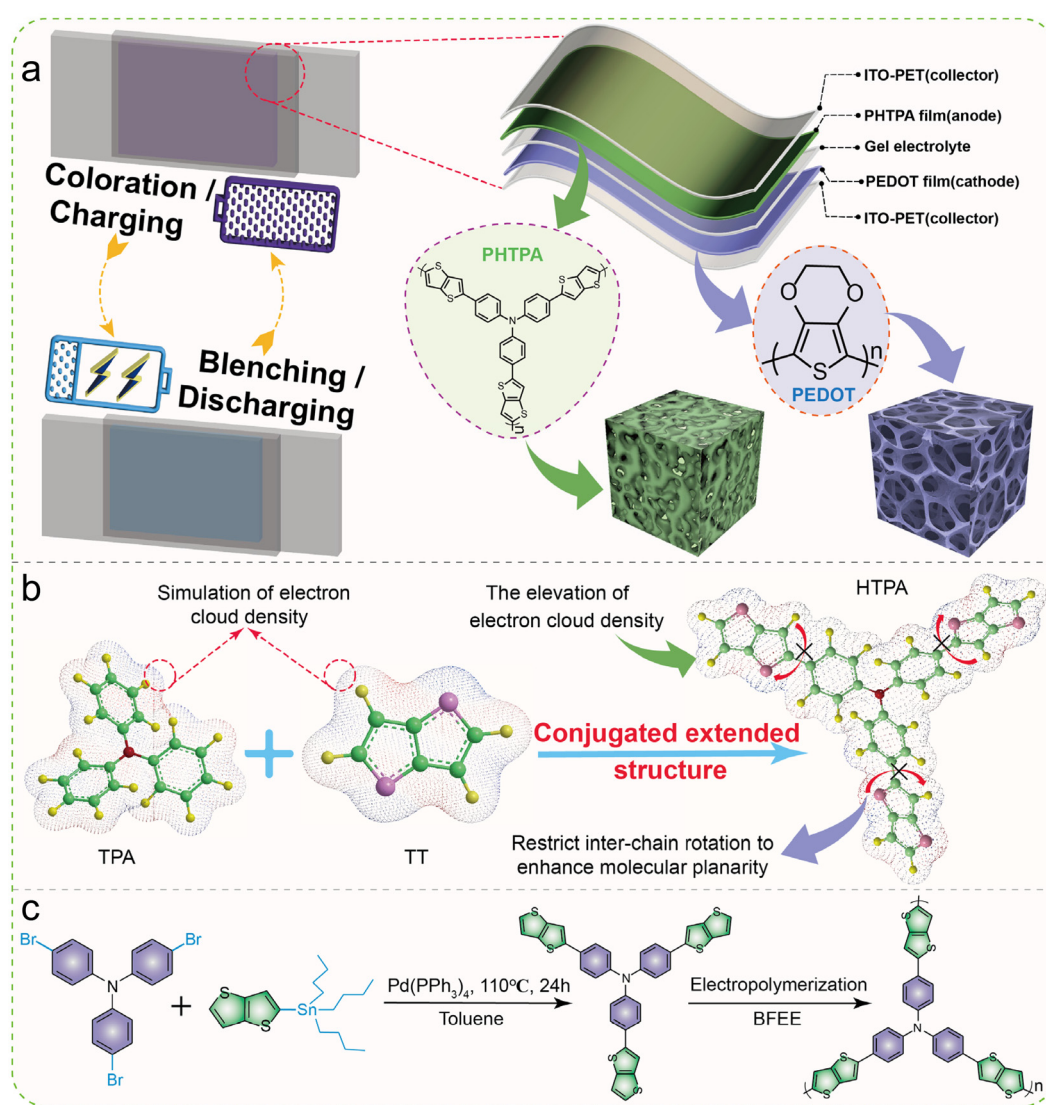 a
ITO-PET(collector)
PHTPA film(anode)
Gel electrolyte
PEDOT film(cathode)
ITO-PET(collector)
Coloration /
Charging
Blenching /
Discharging
PHTPA
S
S
S
S
N
S
S
n
O
O
S
n
PEDOT
b
Simulation of electron
cloud density
The elevation of
electron cloud density
HTPA
Conjugated extended
structure
TPA
TT
Restrict inter-chain rotation to
enhance molecular planarity
c
Br
Br
N
Br
+
S
S
Sn
Pd(PPh3)4, 110℃, 24h
Toluene
S
S
S
S
N
S
S
Electropolymerization
BFEE
S
S
N
S
S
S
S
n